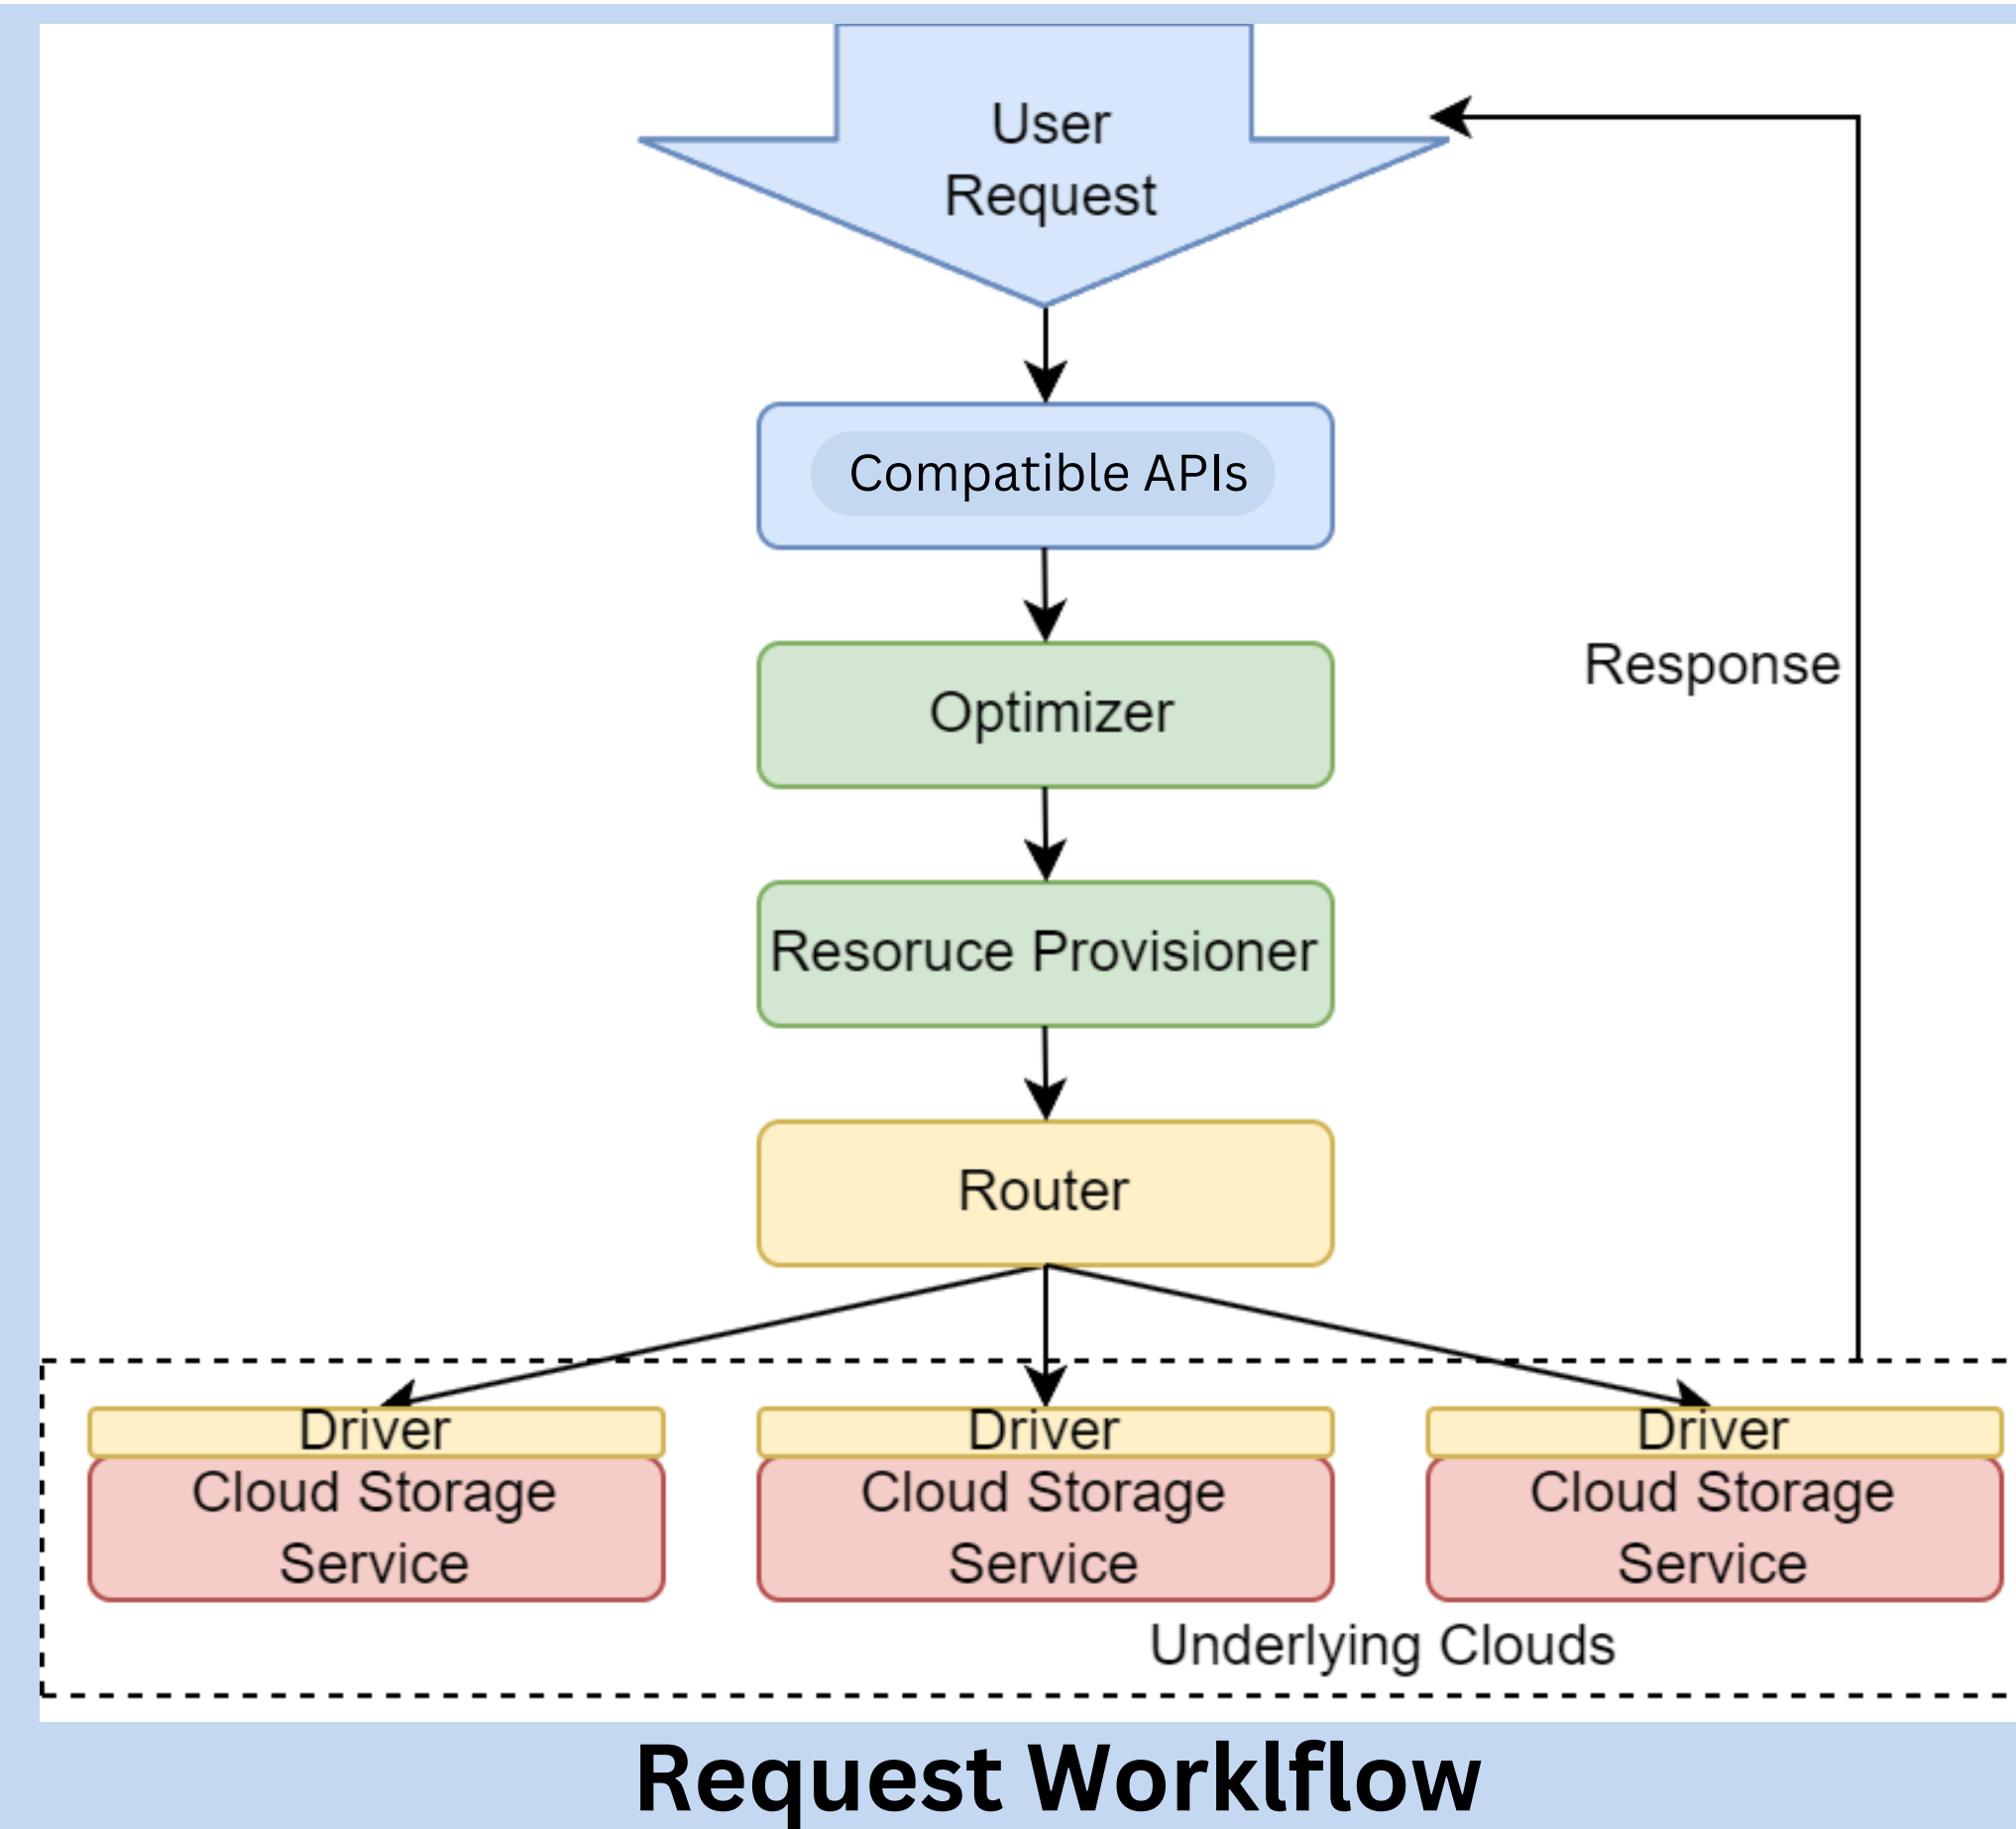 User
Request
Compatible APIs
Optimizer
Response
Resoruce Provisioner
Router
Driver
Cloud Storage
Service
Driver
Cloud Storage
Service
Driver
Cloud Storage
Service
Underlying Clouds
Request Worklflow